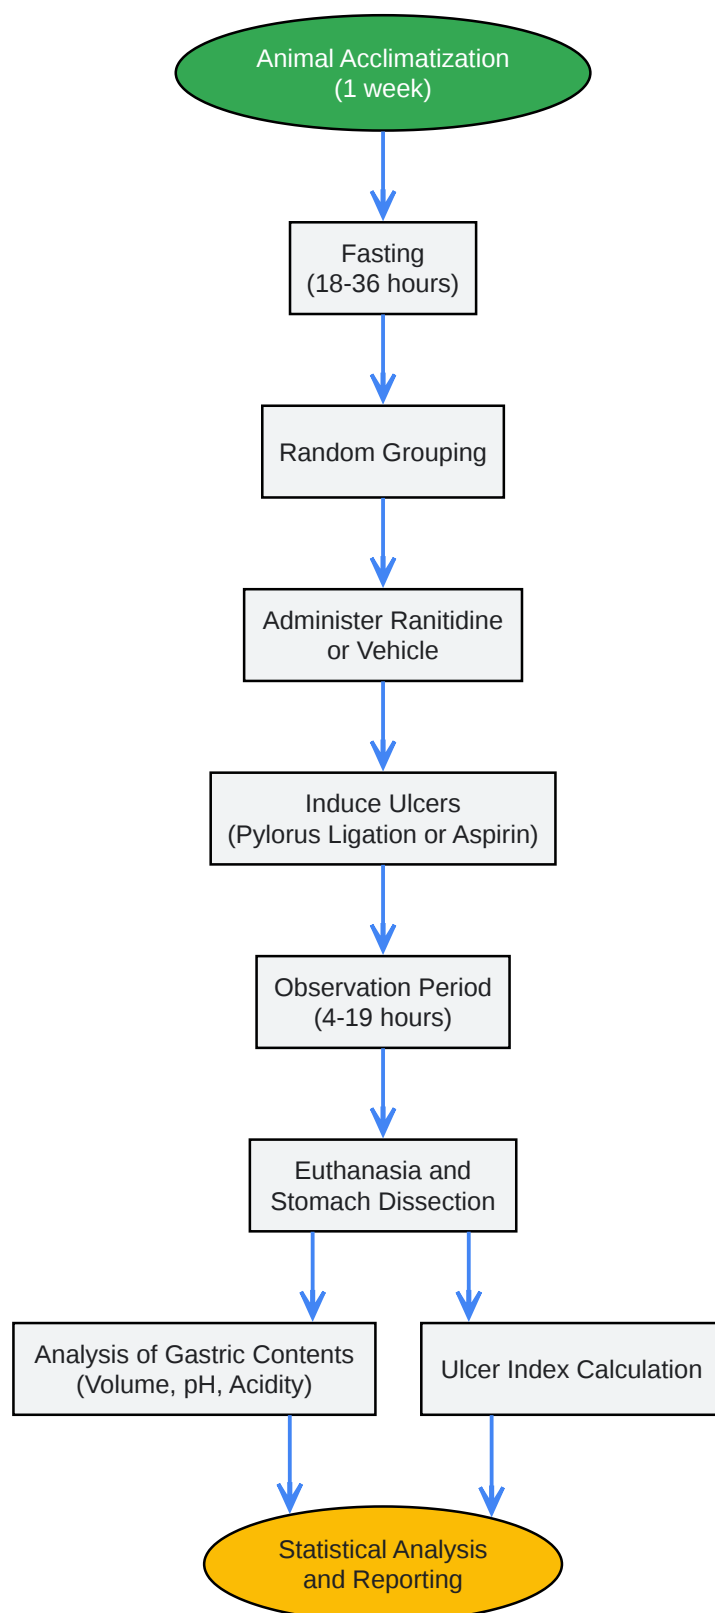 Animal Acclimatization
(1 week)
Fasting
(18-36 hours)
Random Grouping
Administer Ranitidine
or Vehicle
Induce Ulcers
(Pylorus Ligation or Aspirin)
Observation Period
(4-19 hours)
Euthanasia and
Stomach Dissection
Analysis of Gastric Contents
(Volume, pH, Acidity)
Ulcer Index Calculation
Statistical Analysis
and Reporting